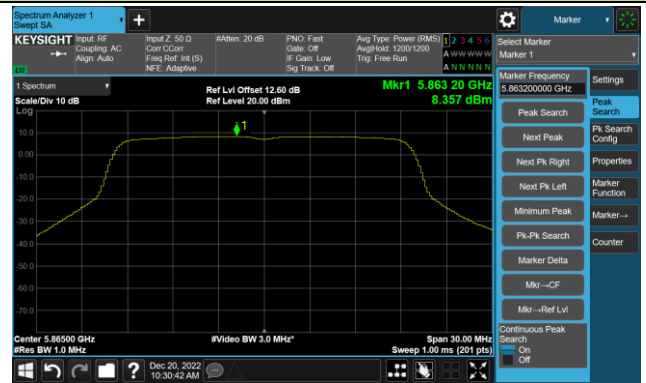 Spectrum Analyzer 1
Swept SA
+
Marker
KEYSIGHT
Input: RF
Coupling: AC
Align: Auto
Input Z: 50 Ω
Corr CCorr
Freq Ref: Int (S)
NFE: Adaptive
#Atten: 20 dB
PNO: Fast
Gate: Off
IF Gain: Low
Sig Track: Off
Avg Type: Power (RMS)
Avg|Hold: 1200/1200
Trig: Free Run
1 2 3 4 5 6
A W W W W W
A N N N N N
Select Marker
Marker 1
1 Spectrum
Scale/Div 10 dB
Log
Ref Lvl Offset 12.60 dB
Ref Level 20.00 dBm
Mkr1 5.863 20 GHz
8.357 dBm
1
10.0
0.00
-10.0
-20.0
-30.0
-40.0
-50.0
-60.0
-70.0
Center 5.86500 GHz
#Res BW 1.0 MHz
#Video BW 3.0 MHz*
Span 30.00 MHz
Sweep 1.00 ms (201 pts)
Marker Frequency
5.863200000 GHz
Peak Search
Next Peak
Next Pk Right
Next Pk Left
Minimum Peak
Pk-Pk Search
Marker Delta
Mkr→CF
Mkr→Ref Lvl
Continuous Peak
Search
On
Off
Settings
Peak
Search
Pk Search
Config
Properties
Marker
Function
Marker→
Counter
?
Dec 20, 2022
10:30:42 AM